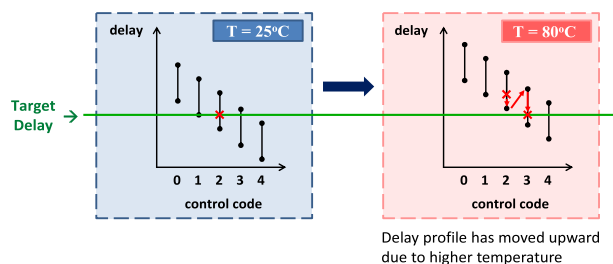 T = 25°C
delay
Target
Delay
0 1 2 3 4
control code
T = 80°C
delay
0 1 2 3 4
control code
Delay profile has moved upward
due to higher temperature